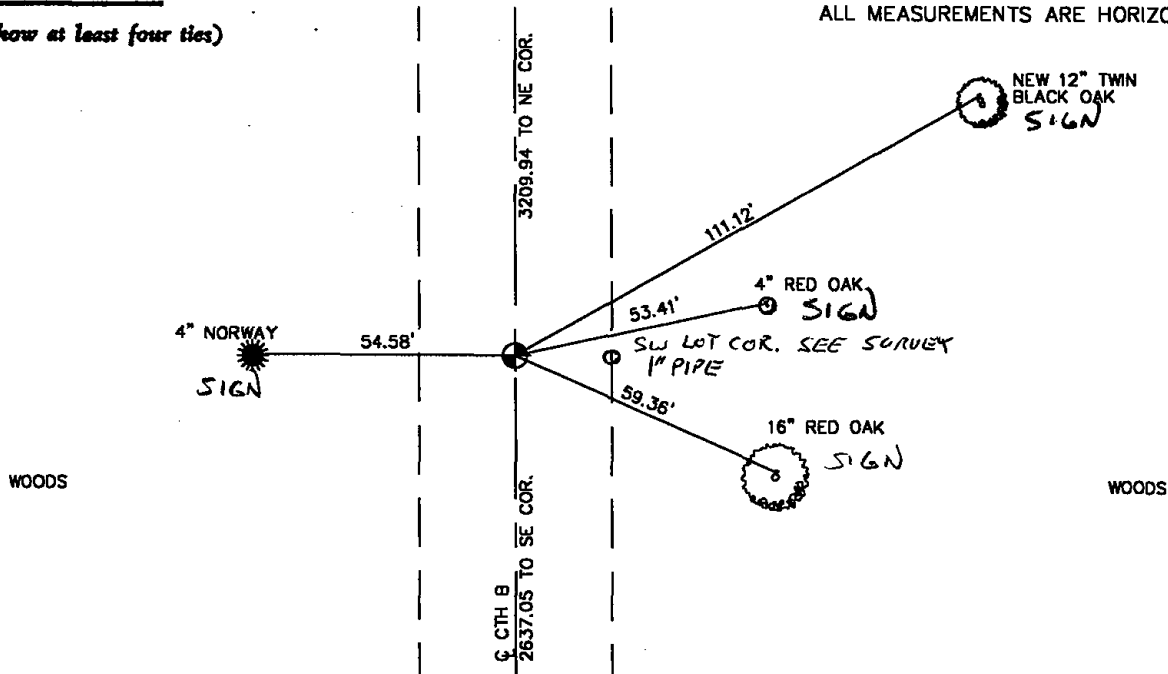 ALL MEASUREMENTS ARE HORIZO
how at least four ties)
3209.94 TO NE COR.
NEW 12" TWIN
BLACK OAK
SIGN
111.12'
4" RED OAK
SIGN
53.41'
4" NORWAY
SIGN
54.58'
SW LOT COR. SEE SURVEY
1" PIPE
59.36'
16" RED OAK
SIGN
WOODS
WOODS
℄ CTH B
2637.05 TO SE COR.